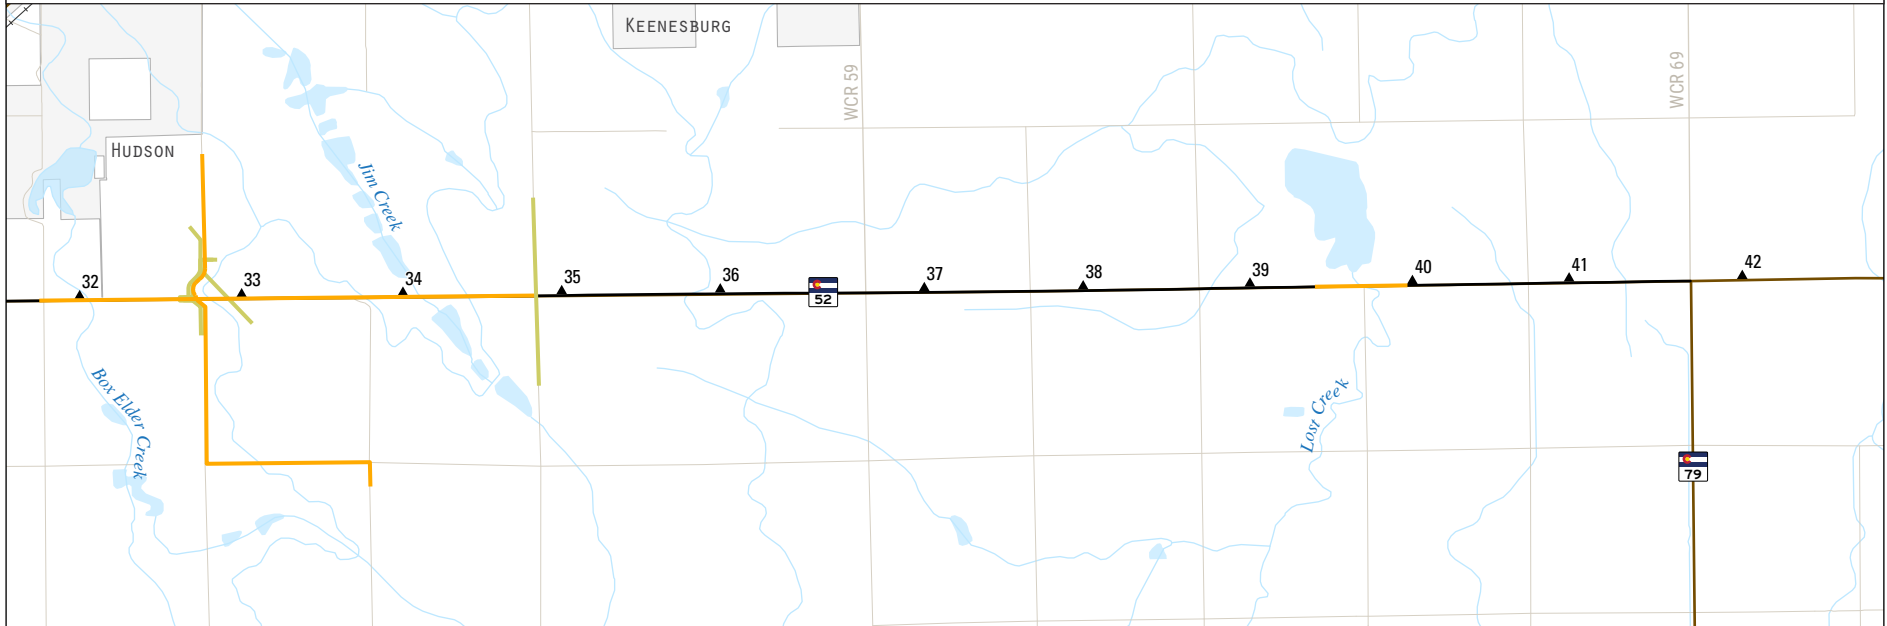 KEENESBURG
WCR 59
WCR 69
HUDSON
Jim Creek
32
33
34
35
36
52
37
38
39
40
41
42
Box Elder Creek
Lost Creek
79